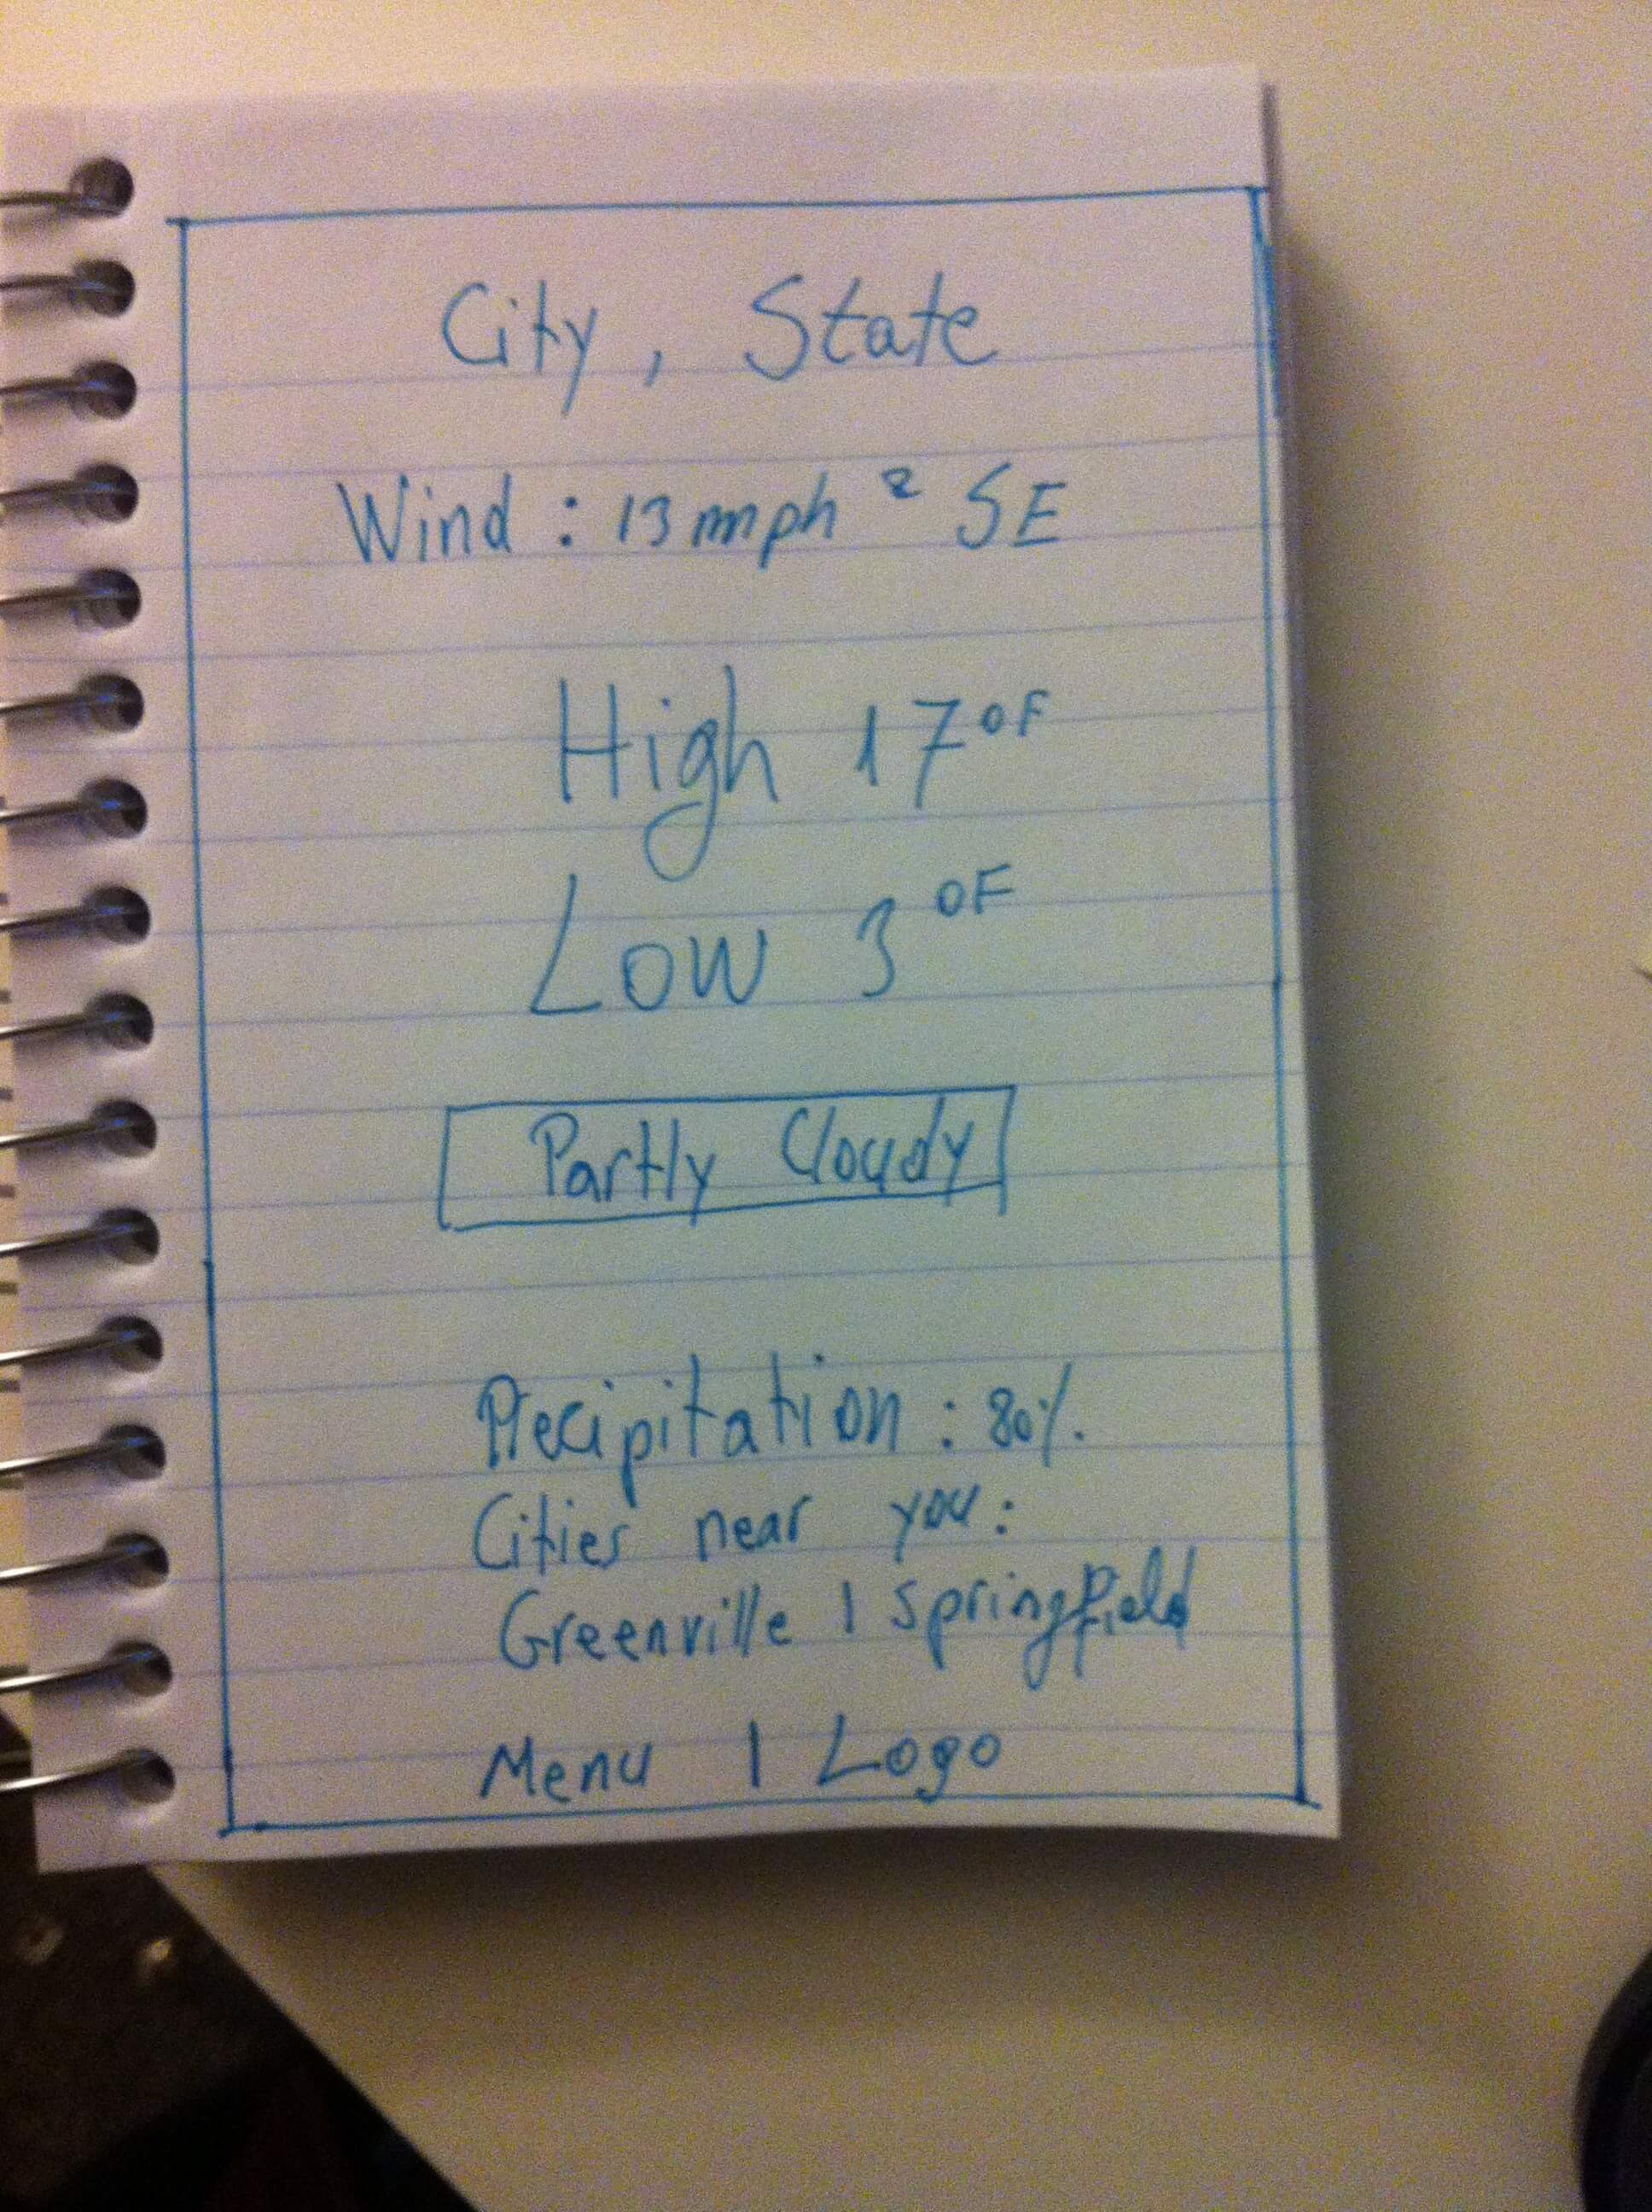 City, State
Wind: 13 mph ² SE
High 17°F
Low 3°F
Partly Cloudy
Precipitation: 80%
Cities near you:
Greenville | Springfield
Menu | Logo